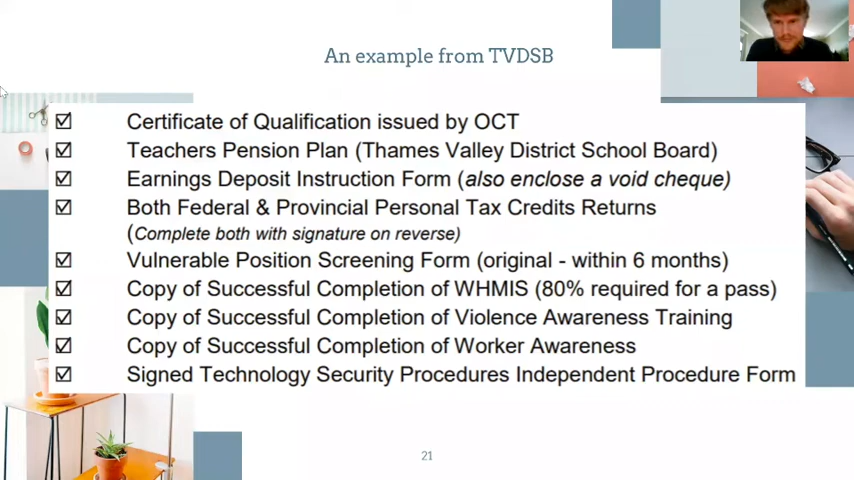 An example from TVDSB
☑ Certificate of Qualification issued by OCT
☑ Teachers Pension Plan (Thames Valley District School Board)
☑ Earnings Deposit Instruction Form (also enclose a void cheque)
☑ Both Federal & Provincial Personal Tax Credits Returns
(Complete both with signature on reverse)
☑ Vulnerable Position Screening Form (original - within 6 months)
☑ Copy of Successful Completion of WHMIS (80% required for a pass)
☑ Copy of Successful Completion of Violence Awareness Training
☑ Copy of Successful Completion of Worker Awareness
☑ Signed Technology Security Procedures Independent Procedure Form
21